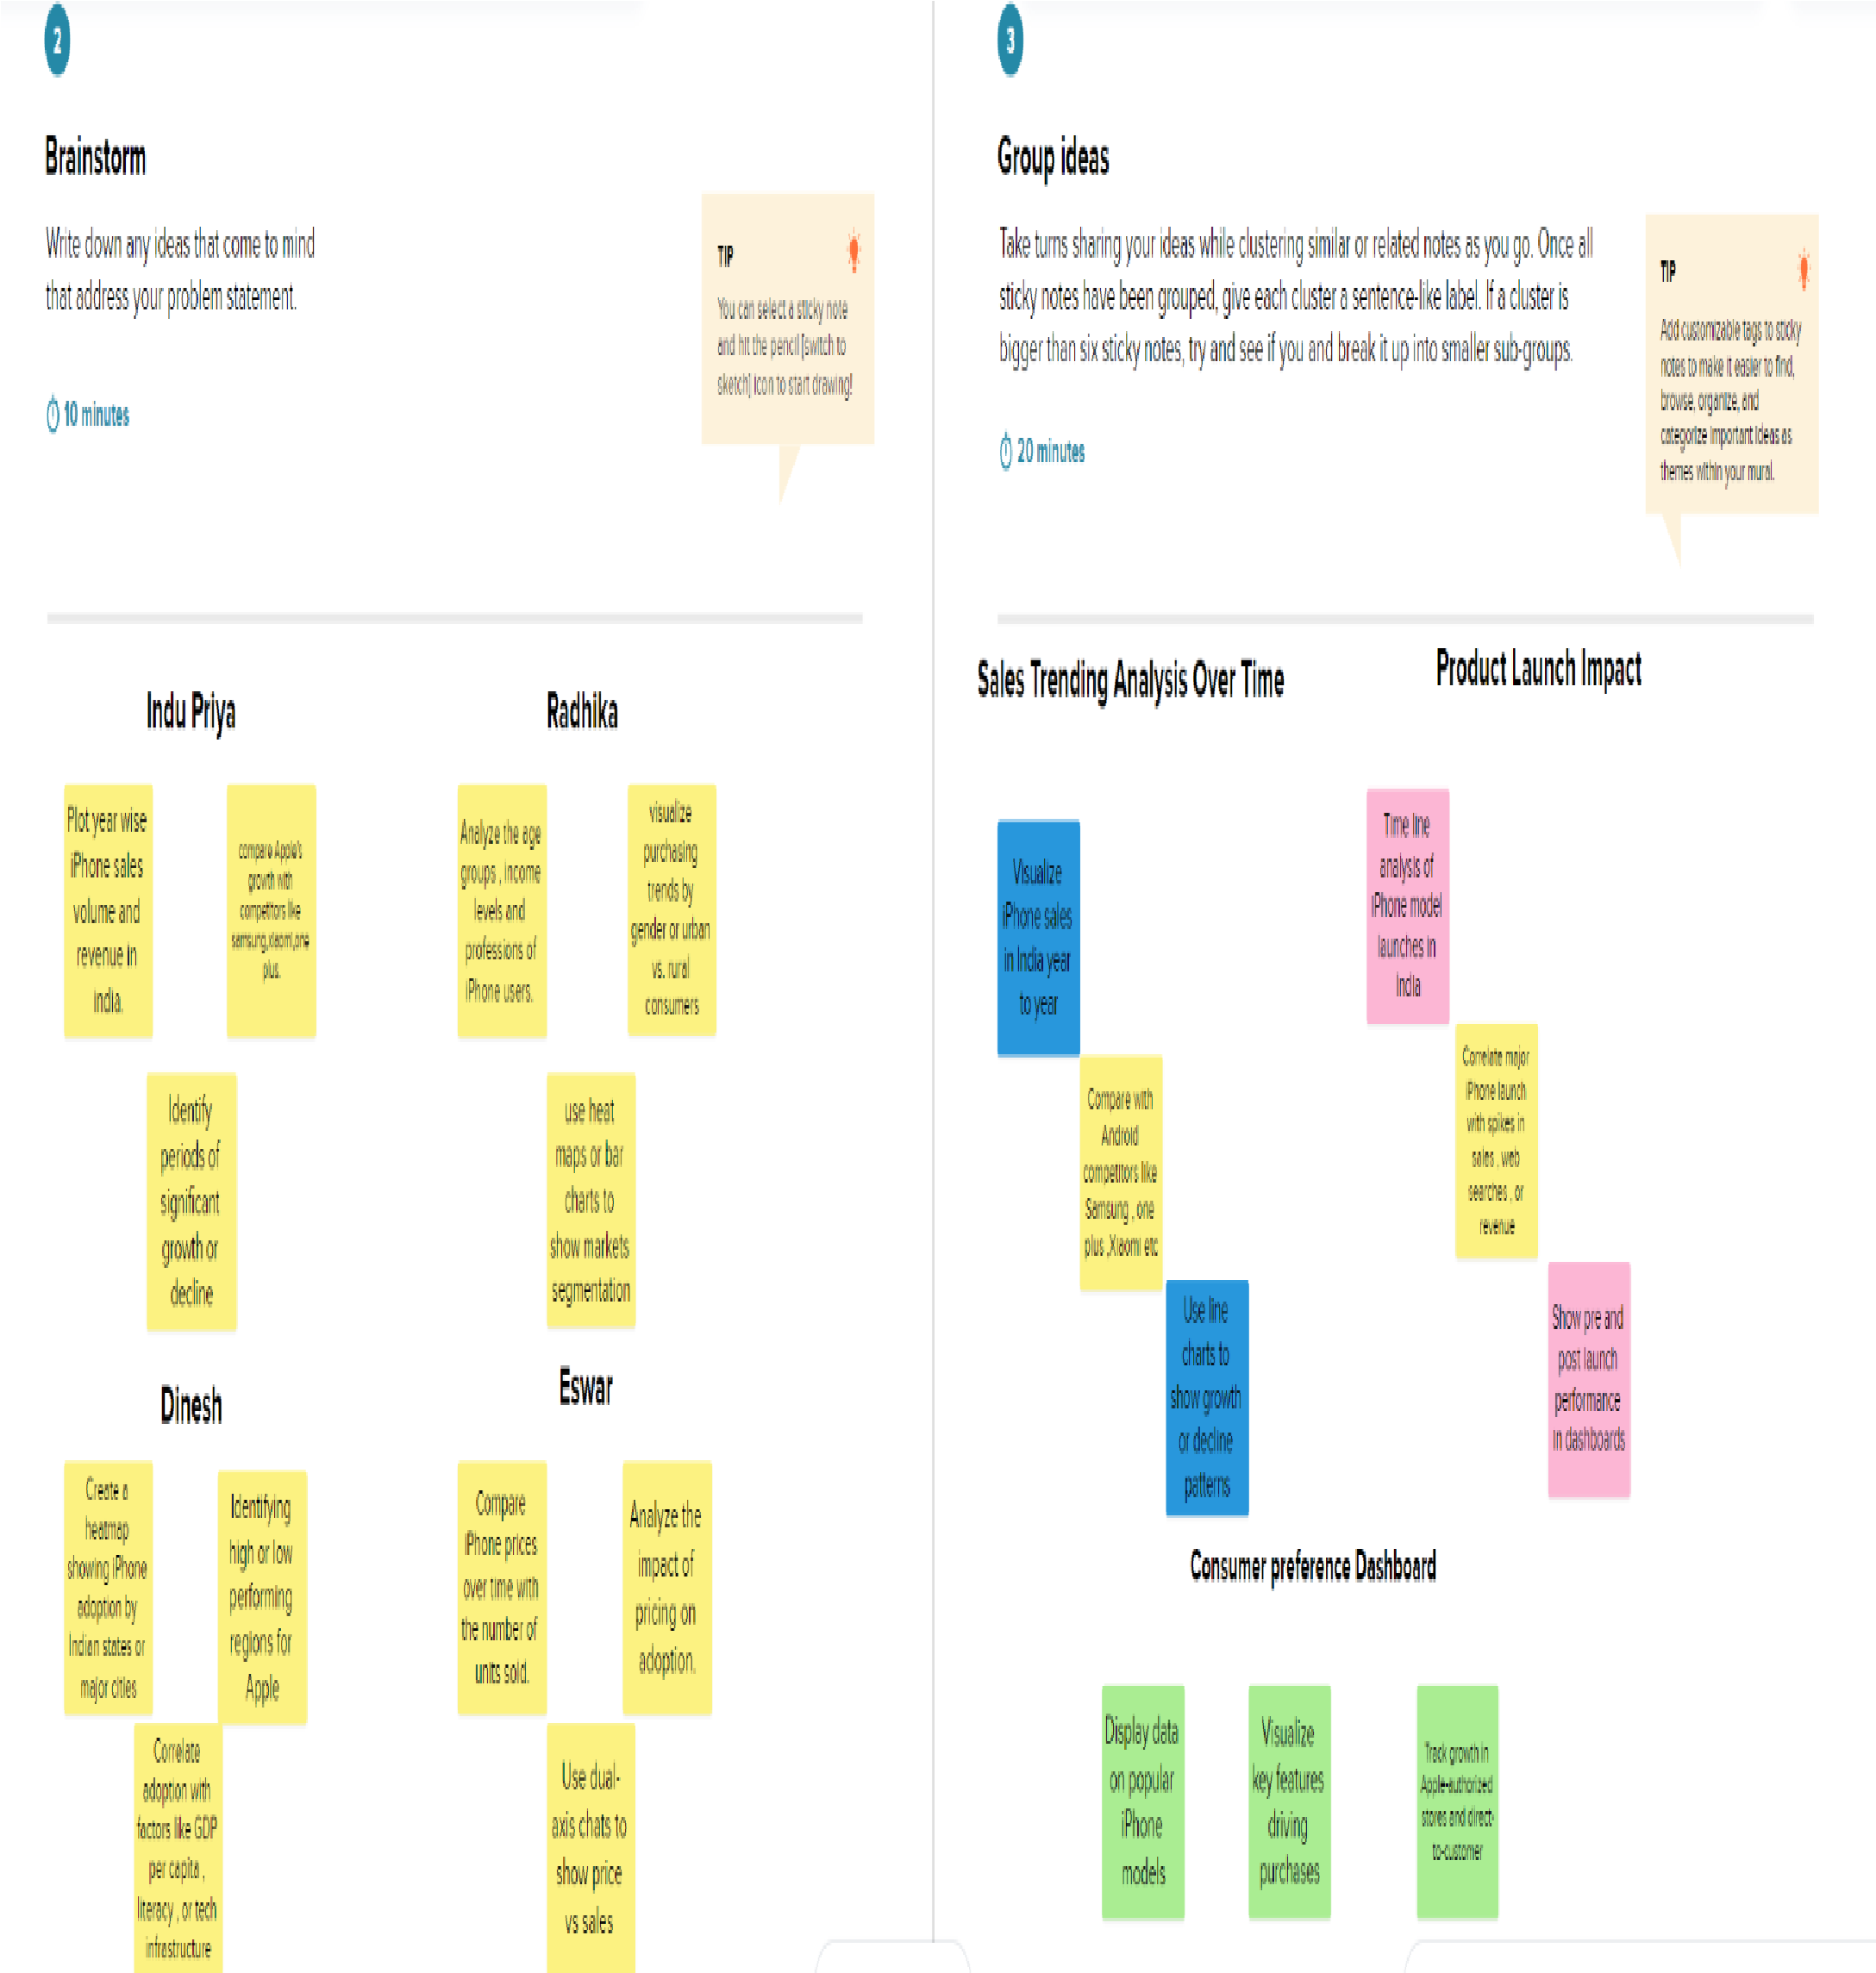 2
Brainstorm
Write down any ideas that come to mind
that address your problem statement.
10 minutes
TIP
You can select a sticky note
and hit the pencil [switch to
sketch] icon to start drawing!
Indu Priya
Plot year wise
iPhone sales
volume and
revenue in
india.
compare Apple's
growth with
competitors like
samsung,xiaomi,one
plus.
Identify
periods of
significant
growth or
decline
Radhika
Analyze the age
groups , income
levels and
professions of
iPhone users.
visualize
purchasing
trends by
gender or urban
vs. rural
consumers
use heat
maps or bar
charts to
show markets
segmentation
Dinesh
Create a
heatmap
showing iPhone
adoption by
Indian states or
major cities
Identifying
high or low
performing
regions for
Apple
Correlate
adoption with
factors like GDP
per capita ,
literacy , or tech
infrastructure
Eswar
Compare
iPhone prices
over time with
the number of
units sold.
Analyze the
impact of
pricing on
adoption.
Use dual-
axis chats to
show price
vs sales
3
Group ideas
Take turns sharing your ideas while clustering similar or related notes as you go. Once all
sticky notes have been grouped, give each cluster a sentence-like label. If a cluster is
bigger than six sticky notes, try and see if you and break it up into smaller sub-groups.
20 minutes
TIP
Add customizable tags to sticky
notes to make it easier to find,
browse, organize, and
categorize important ideas as
themes within your mural.
Sales Trending Analysis Over Time
Visualize
iPhone sales
in India year
to year
Compare with
Android
competitors like
Samsung , one
plus ,Xiaomi etc
Use line
charts to
show growth
or decline
patterns
Product Launch Impact
Time line
analysis of
iPhone model
launches in
India
Correlate major
iPhone launch
with spikes in
sales , web
searches , or
revenue
Show pre and
post launch
performance
in dashboards
Consumer preference Dashboard
Display data
on popular
iPhone
models
Visualize
key features
driving
purchases
Track growth in
Apple-authorized
stores and direct-
to-customer